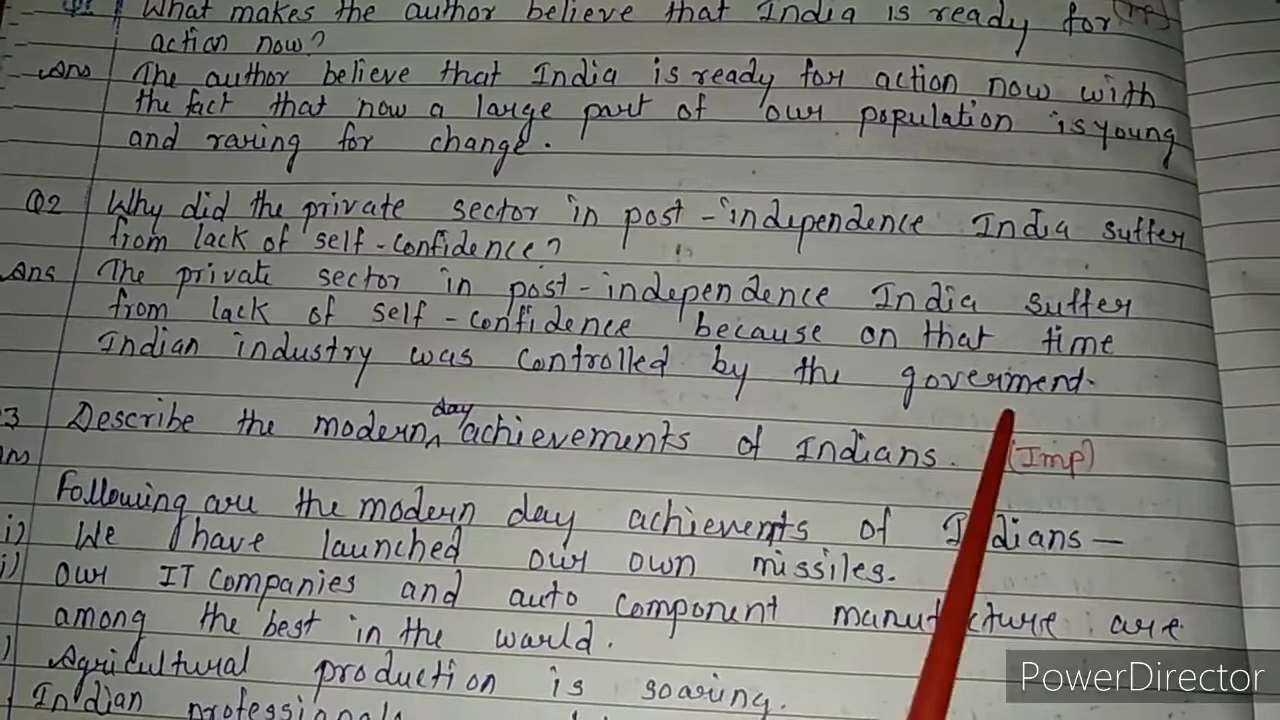 What makes the author believe that India is ready for
action now?
Ans The author believe that India is ready for action now with
the fact that now a large part of our population is young
and raring for change.
Q2 Why did the private sector in post-independence India suffer
from lack of self-confidence?
Ans The private sector in post-independence India suffer
from lack of self-confidence because on that time
Indian industry was controlled by the govermend.
3 Describe the modern day achievements of Indians. (Imp)
Following are the modern day achievemts of Indians—
i) We have launched our own missiles.
Our IT companies and auto component manufacture are
among the best in the world.
Agricultural production is soaring.
Indian professionals
PowerDirector